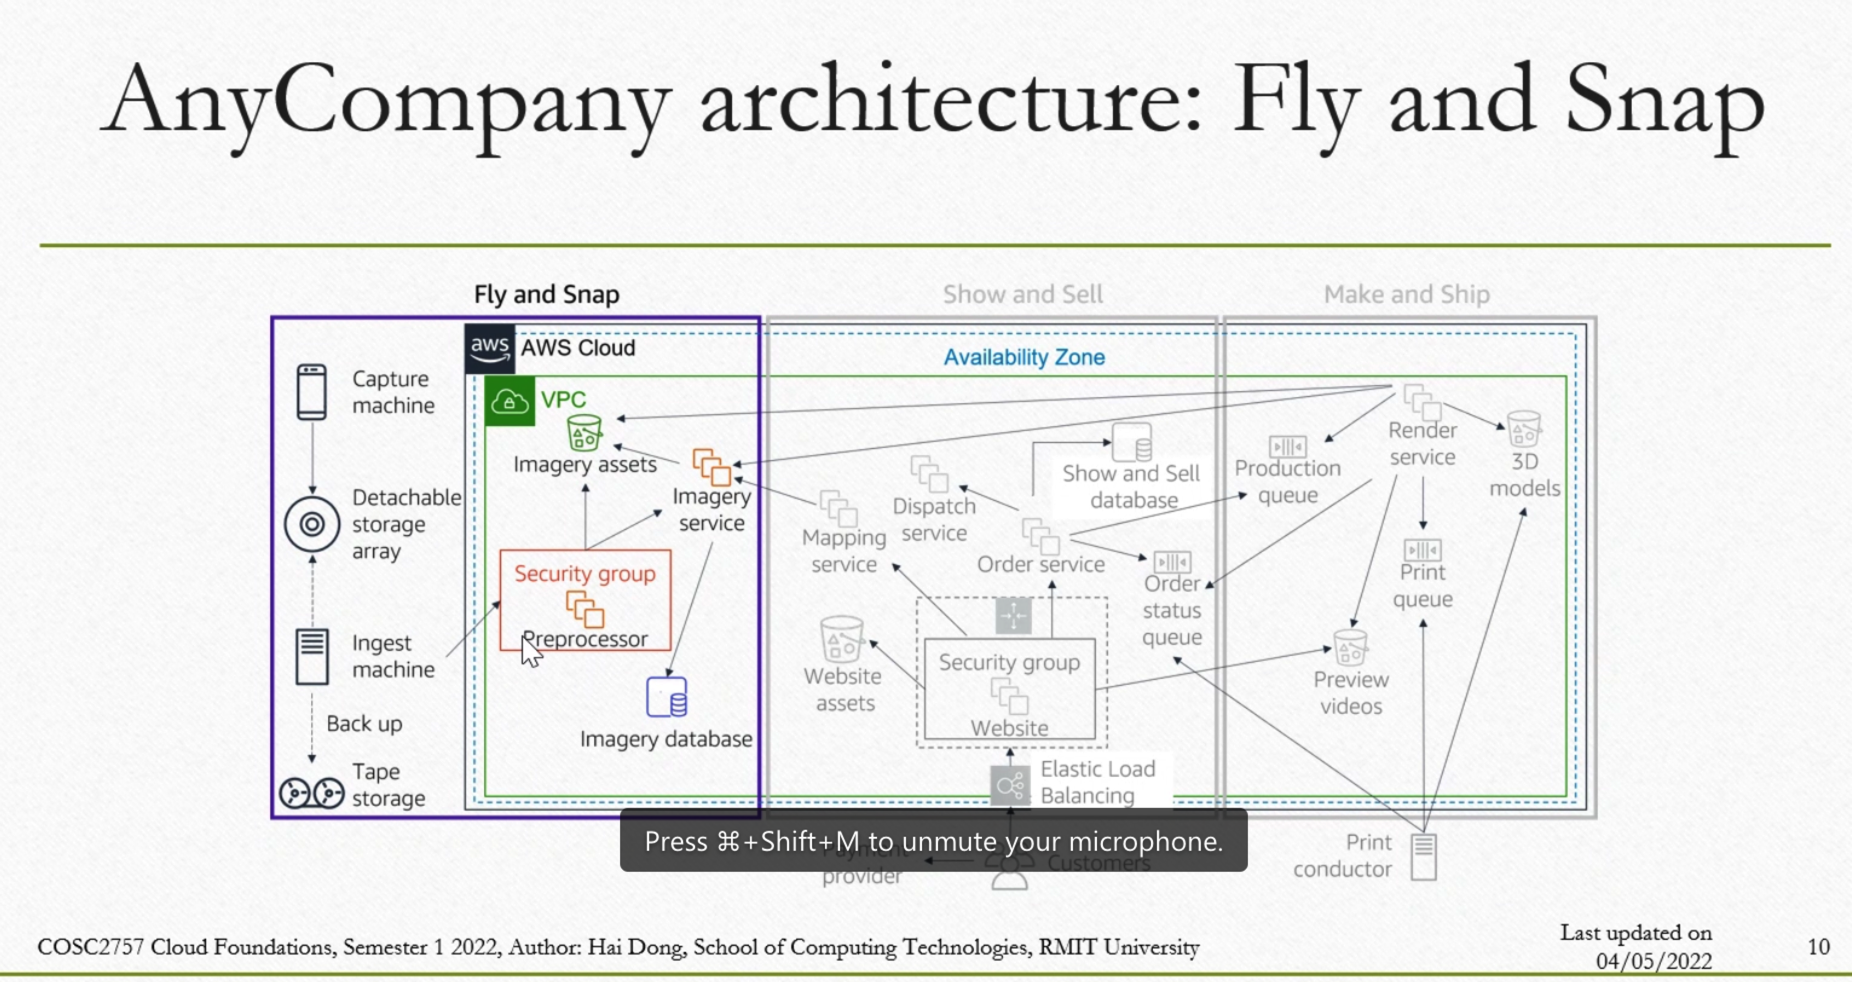 AnyCompany architecture: Fly and Snap
Fly and Snap
Show and Sell
Make and Ship
aws
AWS Cloud
Availability Zone
VPC
Capture
machine
Detachable
storage
array
Ingest
machine
Back up
Tape
storage
Imagery assets
Imagery
service
Security group
Preprocessor
Imagery database
Mapping
service
Dispatch
service
Show and Sell
database
Order service
Order
status
queue
Website
assets
Security group
Website
Elastic Load
Balancing
Production
queue
Render
service
3D
models
Print
queue
Preview
videos
Press ⌘+Shift+M to unmute your microphone.
Payment
provider
Customers
Print
conductor
COSC2757 Cloud Foundations, Semester 1 2022, Author: Hai Dong, School of Computing Technologies, RMIT University
Last updated on
04/05/2022
10